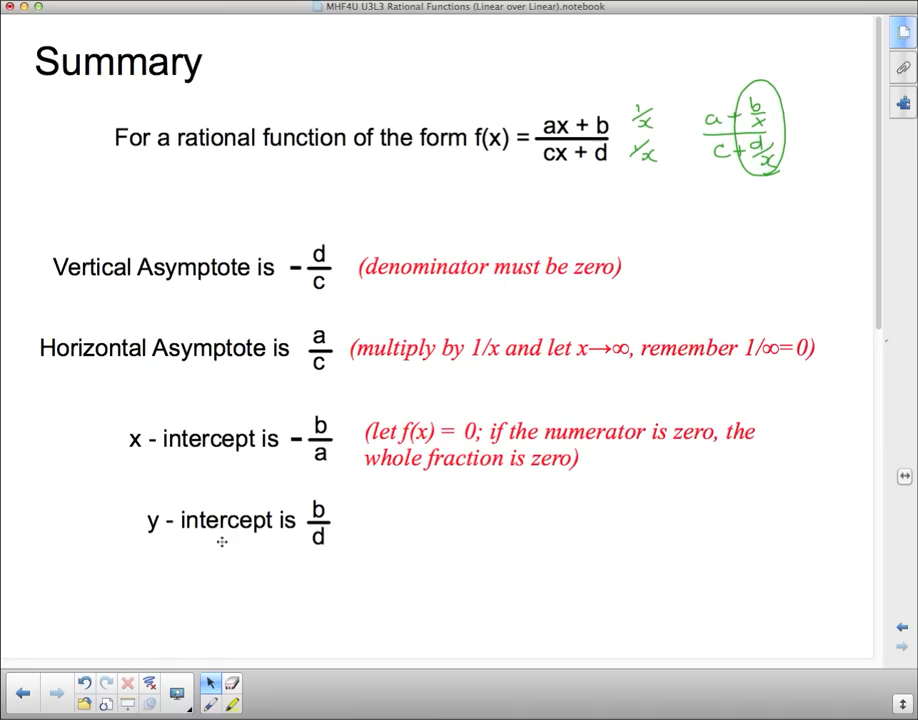 MHF4U U3L3 Rational Functions (Linear over Linear).notebook
Summary
For a rational function of the form f(x) = ax + b / cx + d
1/x
1/x
a + b/x
c + d/x
Vertical Asymptote is - d/c (denominator must be zero)
Horizontal Asymptote is a/c (multiply by 1/x and let x→∞, remember 1/∞=0)
x - intercept is - b/a (let f(x) = 0; if the numerator is zero, the
whole fraction is zero)
y - intercept is b/d